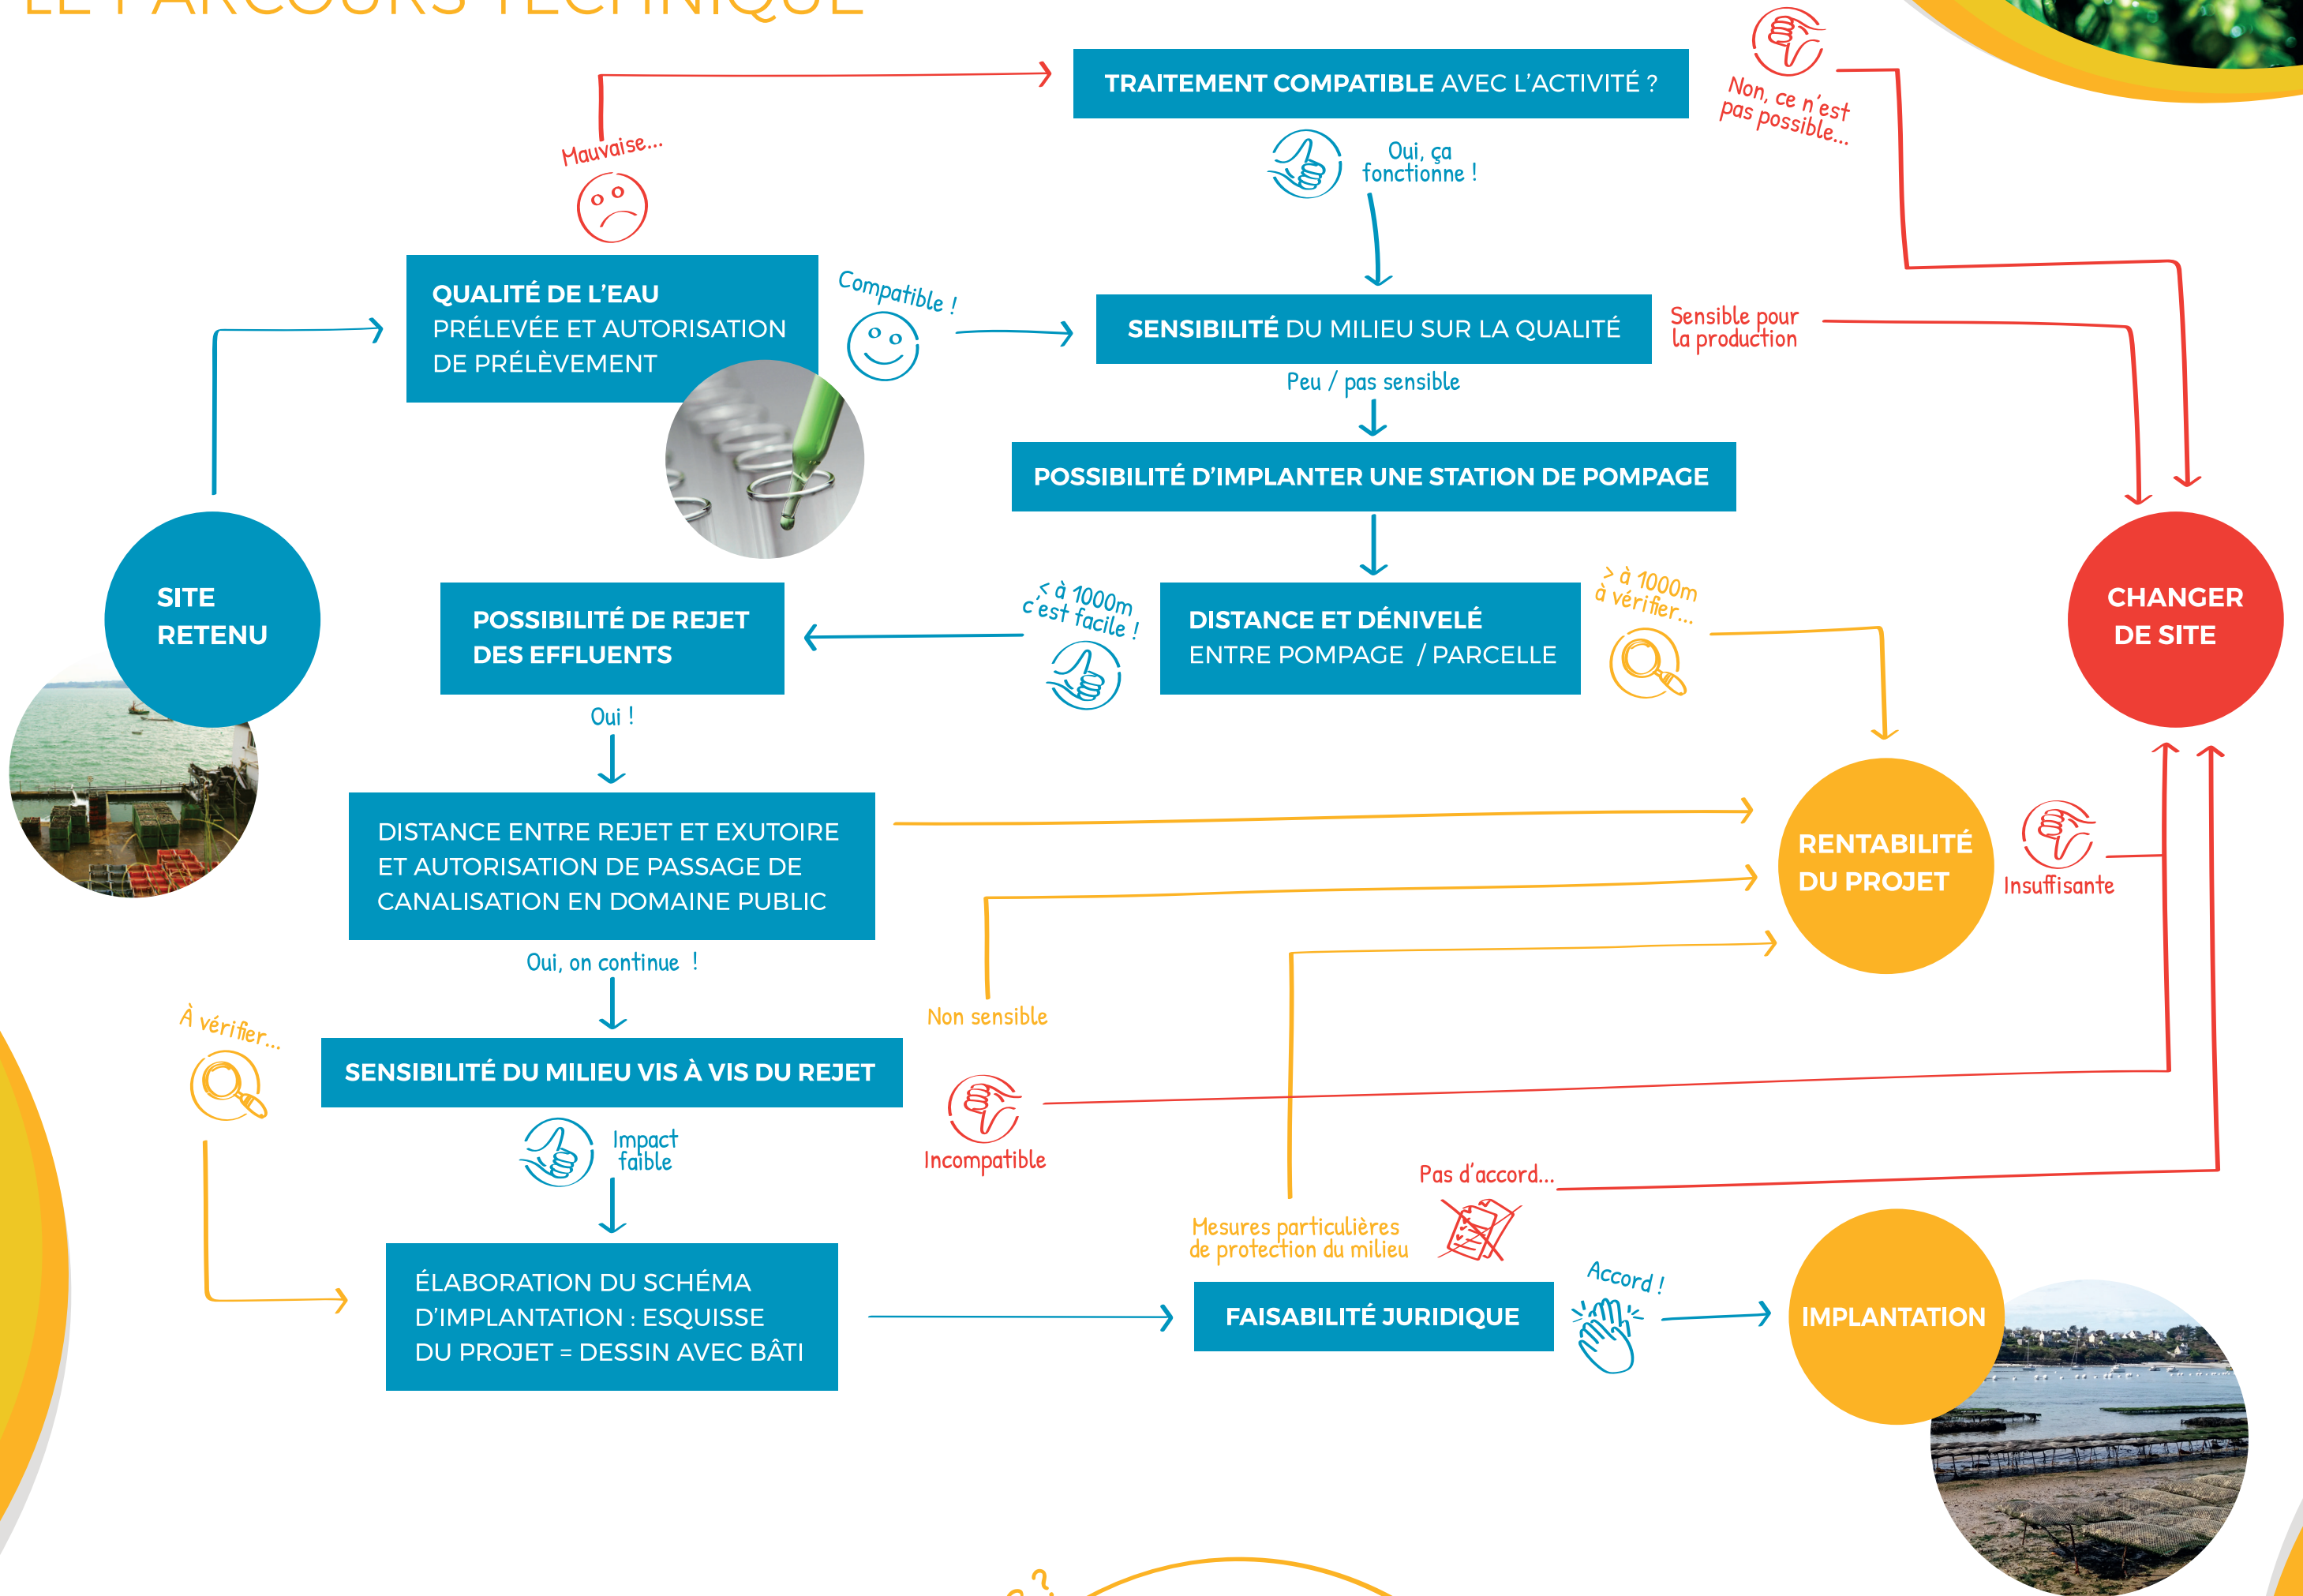 LE PARCOURS TECHNIQUE
TRAITEMENT COMPATIBLE AVEC L'ACTIVITÉ ?
Non, ce n'est
pas possible...
Mauvaise...
Oui, ça
fonctionne !
QUALITÉ DE L'EAU
PRÉLEVÉE ET AUTORISATION
DE PRÉLÈVEMENT
Compatible !
SENSIBILITÉ DU MILIEU SUR LA QUALITÉ
Sensible pour
la production
Peu / pas sensible
POSSIBILITÉ D'IMPLANTER UNE STATION DE POMPAGE
SITE
RETENU
POSSIBILITÉ DE REJET
DES EFFLUENTS
< à 1000m
c'est facile !
DISTANCE ET DÉNIVELÉ
ENTRE POMPAGE / PARCELLE
> à 1000m
à vérifier...
CHANGER
DE SITE
Oui !
DISTANCE ENTRE REJET ET EXUTOIRE
ET AUTORISATION DE PASSAGE DE
CANALISATION EN DOMAINE PUBLIC
RENTABILITÉ
DU PROJET
Insuffisante
Oui, on continue !
À vérifier...
Non sensible
SENSIBILITÉ DU MILIEU VIS À VIS DU REJET
Impact
faible
Incompatible
Pas d'accord...
Mesures particulières
de protection du milieu
ÉLABORATION DU SCHÉMA
D'IMPLANTATION : ESQUISSE
DU PROJET = DESSIN AVEC BÂTI
FAISABILITÉ JURIDIQUE
Accord !
IMPLANTATION
?